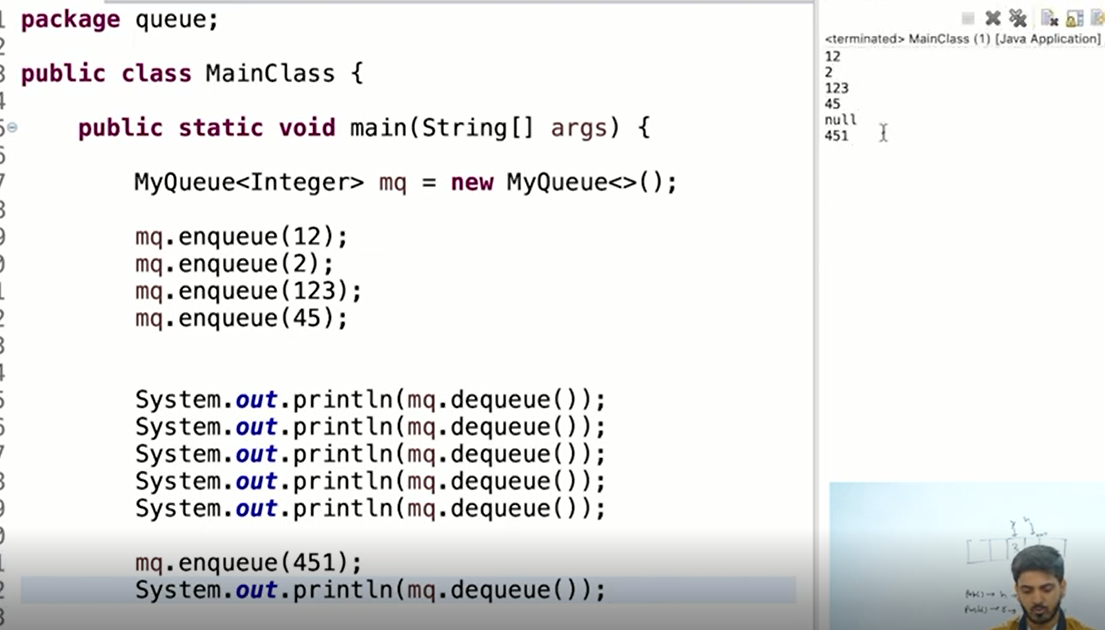 package queue;
public class MainClass {
public static void main(String[] args) {
MyQueue<Integer> mq = new MyQueue<>();
mq.enqueue(12);
mq.enqueue(2);
mq.enqueue(123);
mq.enqueue(45);
System.out.println(mq.dequeue());
System.out.println(mq.dequeue());
System.out.println(mq.dequeue());
System.out.println(mq.dequeue());
System.out.println(mq.dequeue());
mq.enqueue(451);
System.out.println(mq.dequeue());
<terminated> MainClass (1) [Java Application]
12
2
123
45
null
451